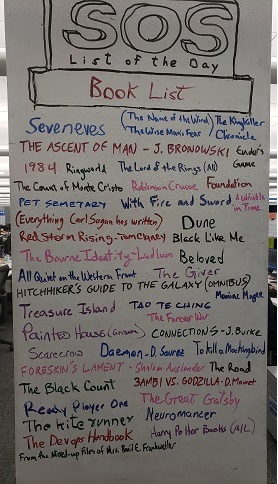 SOS
List of the Day
Book List
Seveneves (The Name of the Wind) The Kingkiller
The Wise Man's Fear Chronicle
THE ASCENT OF MAN - J. BRONOWSKI Ender's Game
1984 Ringworld The Lord of the Rings (All)
The Count of Monte Cristo Robinson Crusoe Foundation
PET SEMETARY With Fire and Sword A Wrinkle in Time
(Everything Carl Sagan has written) Dune
Red Storm Rising - Tom Clancy Black Like Me
The Bourne Identity - Ludlum Beloved
All Quiet on the Western Front The Giver
HITCHHIKER'S GUIDE TO THE GALAXY (OMNIBUS)
Maniac Magee
Treasure Island TAO TE CHING
The Forever War
Painted House CONNECTIONS - J. Burke
Scarecrow Daemon - D. Suarez To Kill a Mockingbird
FORESKIN'S LAMENT - Shalom Auslander The Road
The Black Count BAMBI VS. GODZILLA - D. Mamet
Ready Player One The Great Gatsby
The Kite runner Neuromancer
The Devops Handbook Harry Potter Books (ALL)
From the Mixed-up Files of Mrs. Basil E. Frankweiler